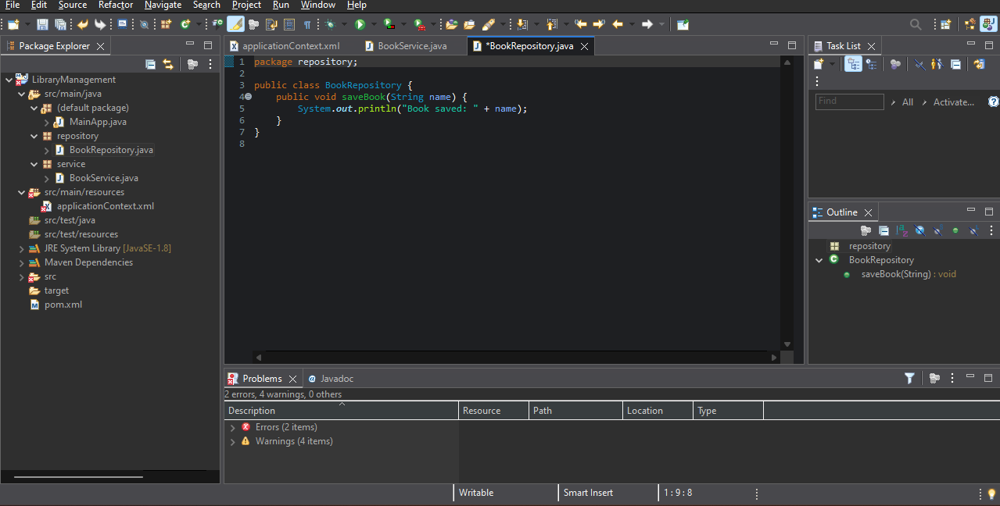 File Edit Source Refactor Navigate Search Project Run Window Help
Package Explorer
LibraryManagement
src/main/java
(default package)
MainApp.java
repository
BookRepository.java
service
BookService.java
src/main/resources
applicationContext.xml
src/test/java
src/test/resources
JRE System Library [JavaSE-1.8]
Maven Dependencies
src
target
pom.xml
applicationContext.xml BookService.java *BookRepository.java
1 package repository;
2
3 public class BookRepository {
4 public void saveBook(String name) {
5 System.out.println("Book saved: " + name);
6 }
7 }
8
Task List
Find All Activate...
Outline
repository
BookRepository
saveBook(String) : void
Problems Javadoc
2 errors, 4 warnings, 0 others
Description Resource Path Location Type
Errors (2 items)
Warnings (4 items)
Writable Smart Insert 1 : 9 : 8